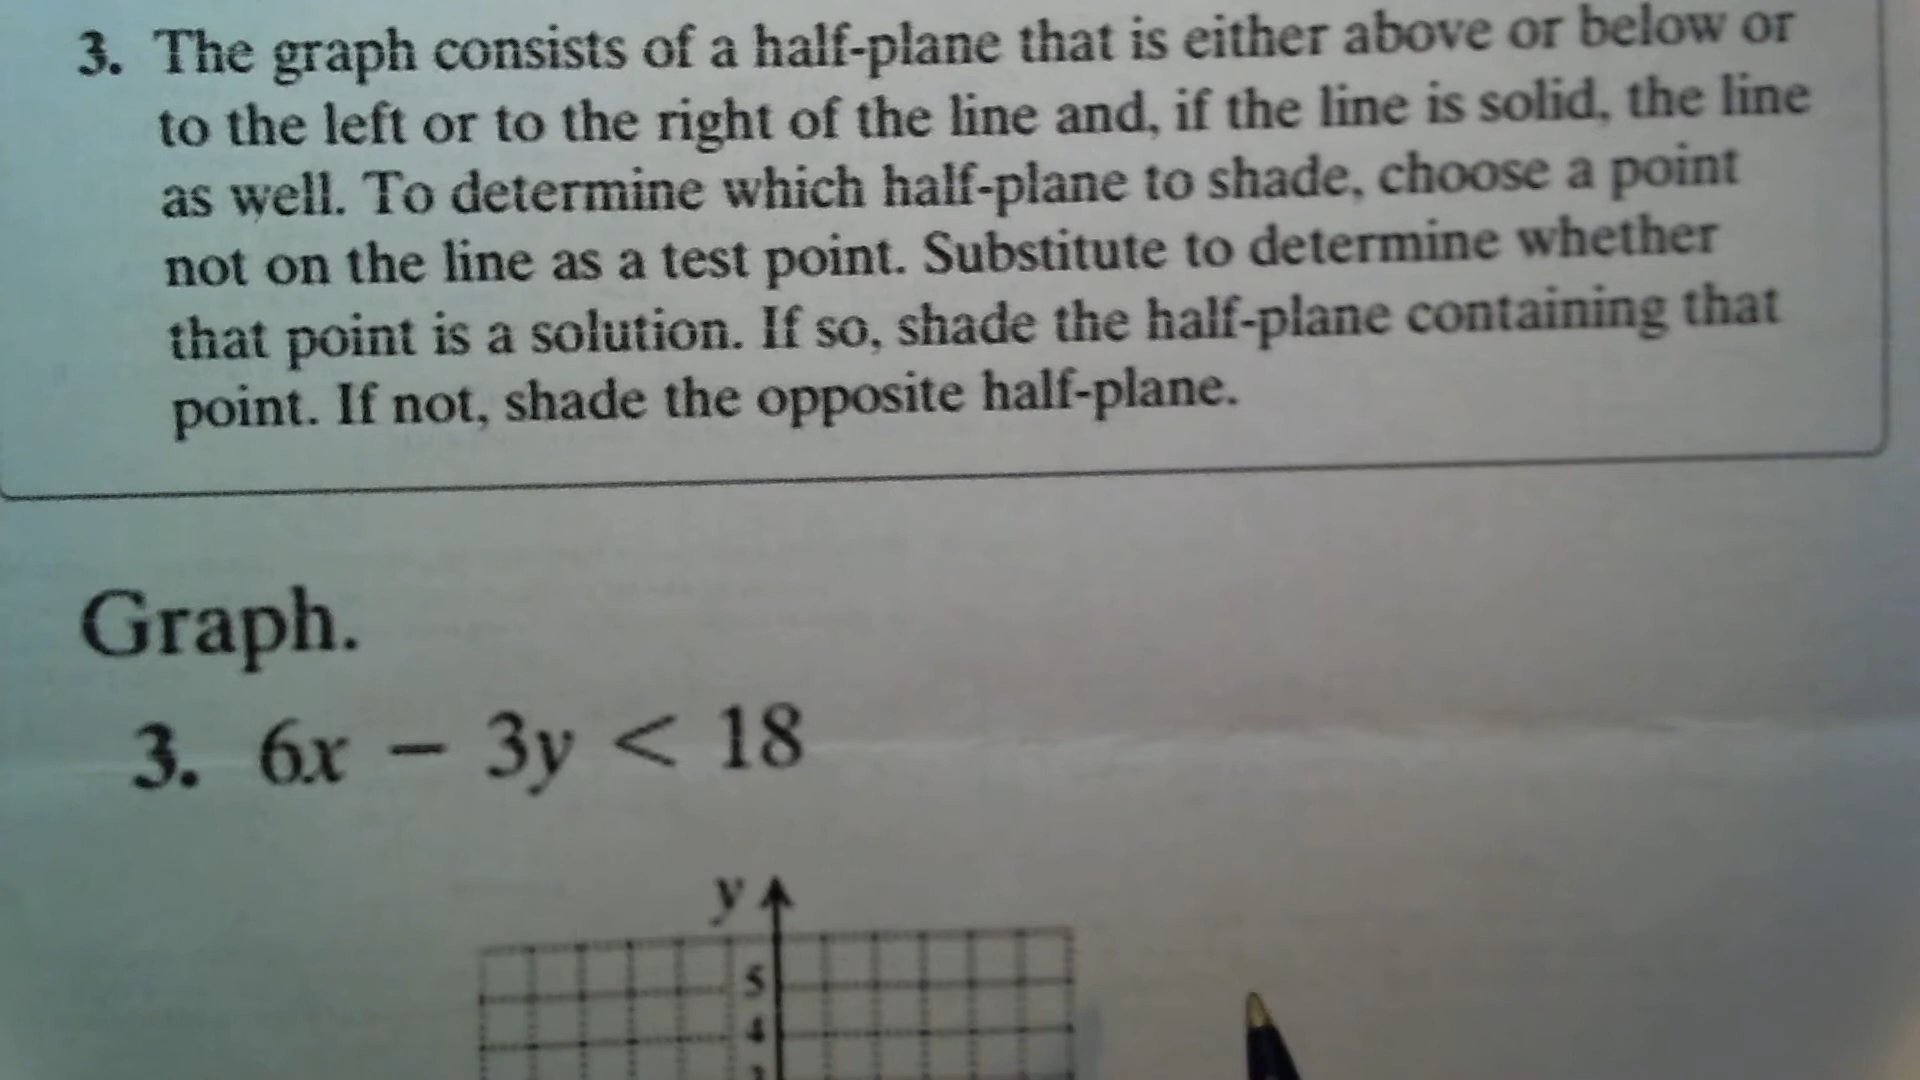 3. The graph consists of a half-plane that is either above or below or
to the left or to the right of the line and, if the line is solid, the line
as well. To determine which half-plane to shade, choose a point
not on the line as a test point. Substitute to determine whether
that point is a solution. If so, shade the half-plane containing that
point. If not, shade the opposite half-plane.
Graph.
3. 6x − 3y < 18
y
5
4